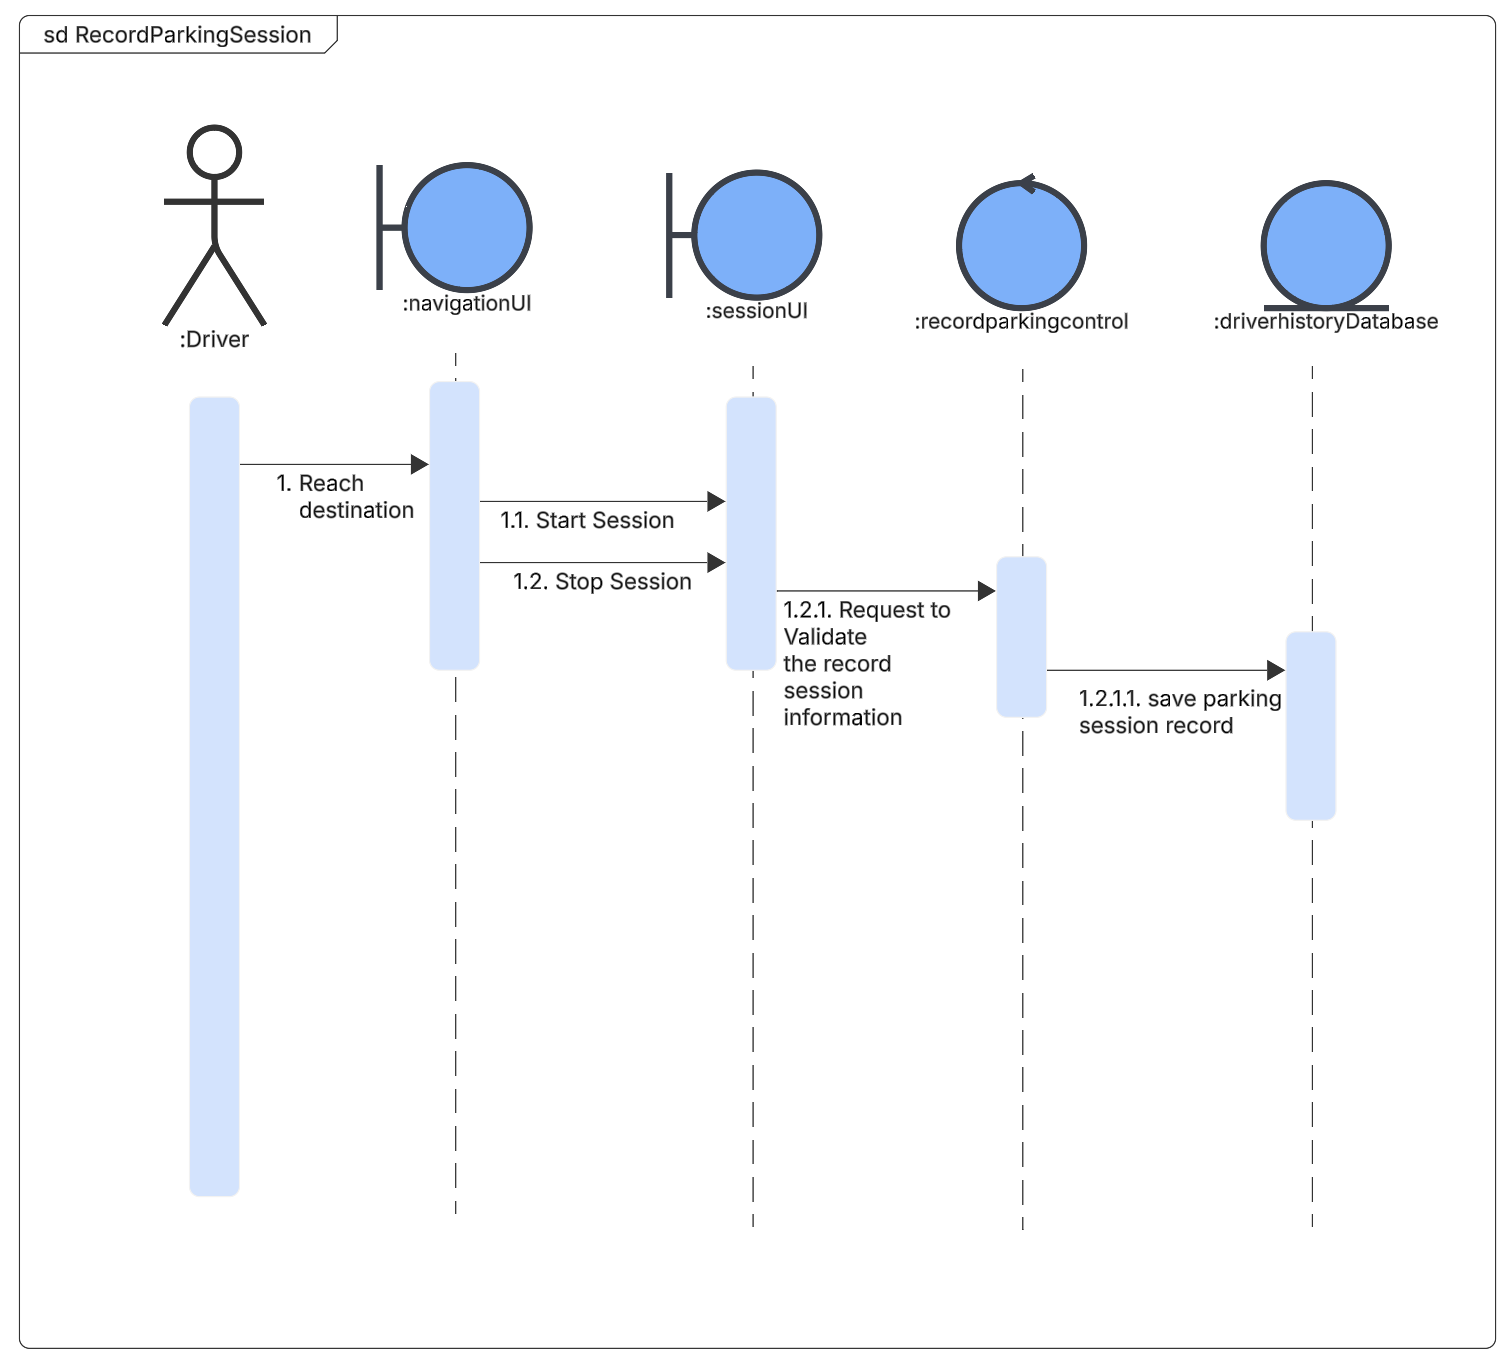 sd RecordParkingSession
:Driver
:navigationUI
:sessionUI
:recordparkingcontrol
:driverhistoryDatabase
1. Reach
destination
1.1. Start Session
1.2. Stop Session
1.2.1. Request to
Validate
the record
session
information
1.2.1.1. save parking
session record